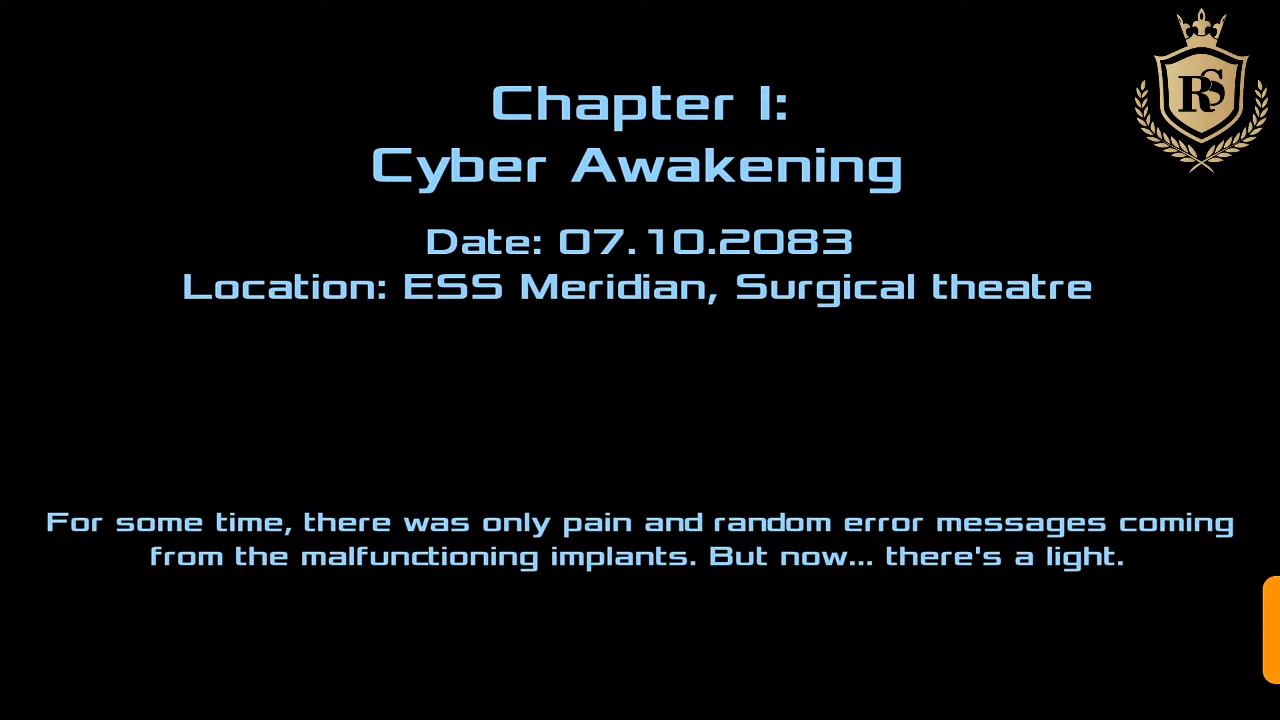 Chapter I:
Cyber Awakening
Date: 07.10.2083
Location: ESS Meridian, Surgical theatre
For some time, there was only pain and random error messages coming
from the malfunctioning implants. But now... there's a light.
RS